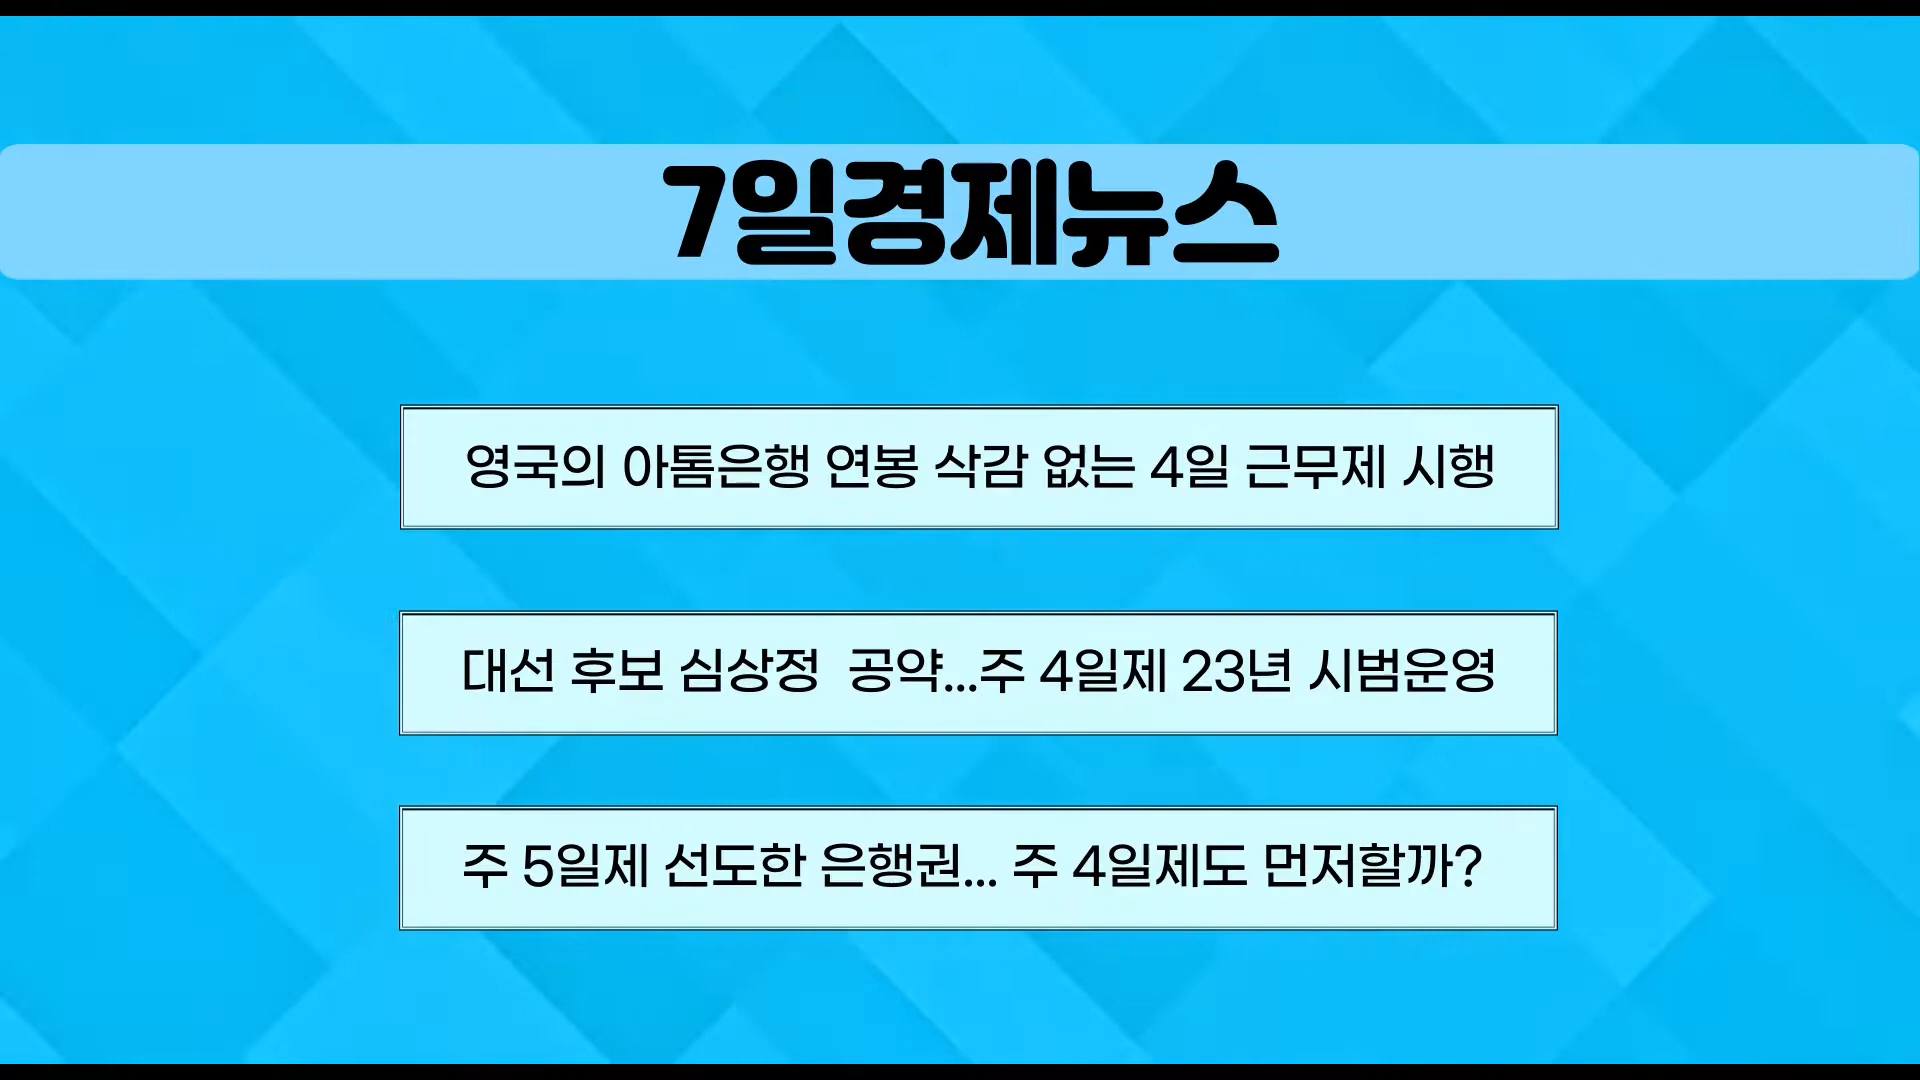 7일경제뉴스
영국의 아톰은행 연봉 삭감 없는 4일 근무제 시행
대선 후보 심상정  공약...주 4일제 23년 시범운영
주 5일제 선도한 은행권... 주 4일제도 먼저할까?